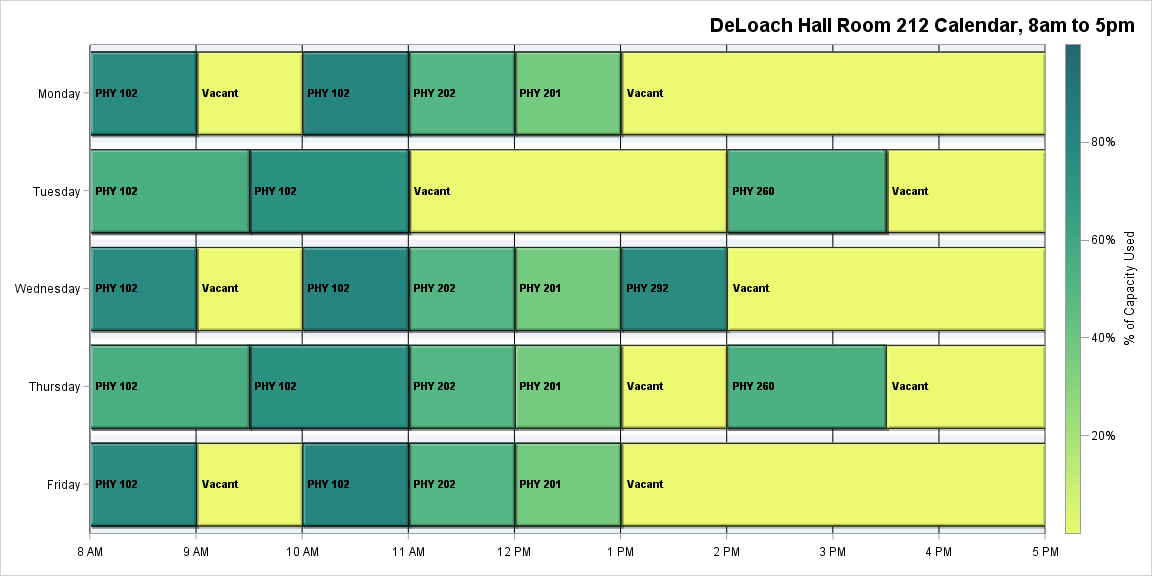 DeLoach Hall Room 212 Calendar, 8am to 5pm
Monday
PHY 102 Vacant PHY 102 PHY 202 PHY 201 Vacant
Tuesday
PHY 102 PHY 102 Vacant PHY 260 Vacant
Wednesday
PHY 102 Vacant PHY 102 PHY 202 PHY 201 PHY 292 Vacant
Thursday
PHY 102 PHY 102 PHY 202 PHY 201 Vacant PHY 260 Vacant
Friday
PHY 102 Vacant PHY 102 PHY 202 PHY 201 Vacant
8 AM 9 AM 10 AM 11 AM 12 PM 1 PM 2 PM 3 PM 4 PM 5 PM
80%
60%
40%
20%
% of Capacity Used